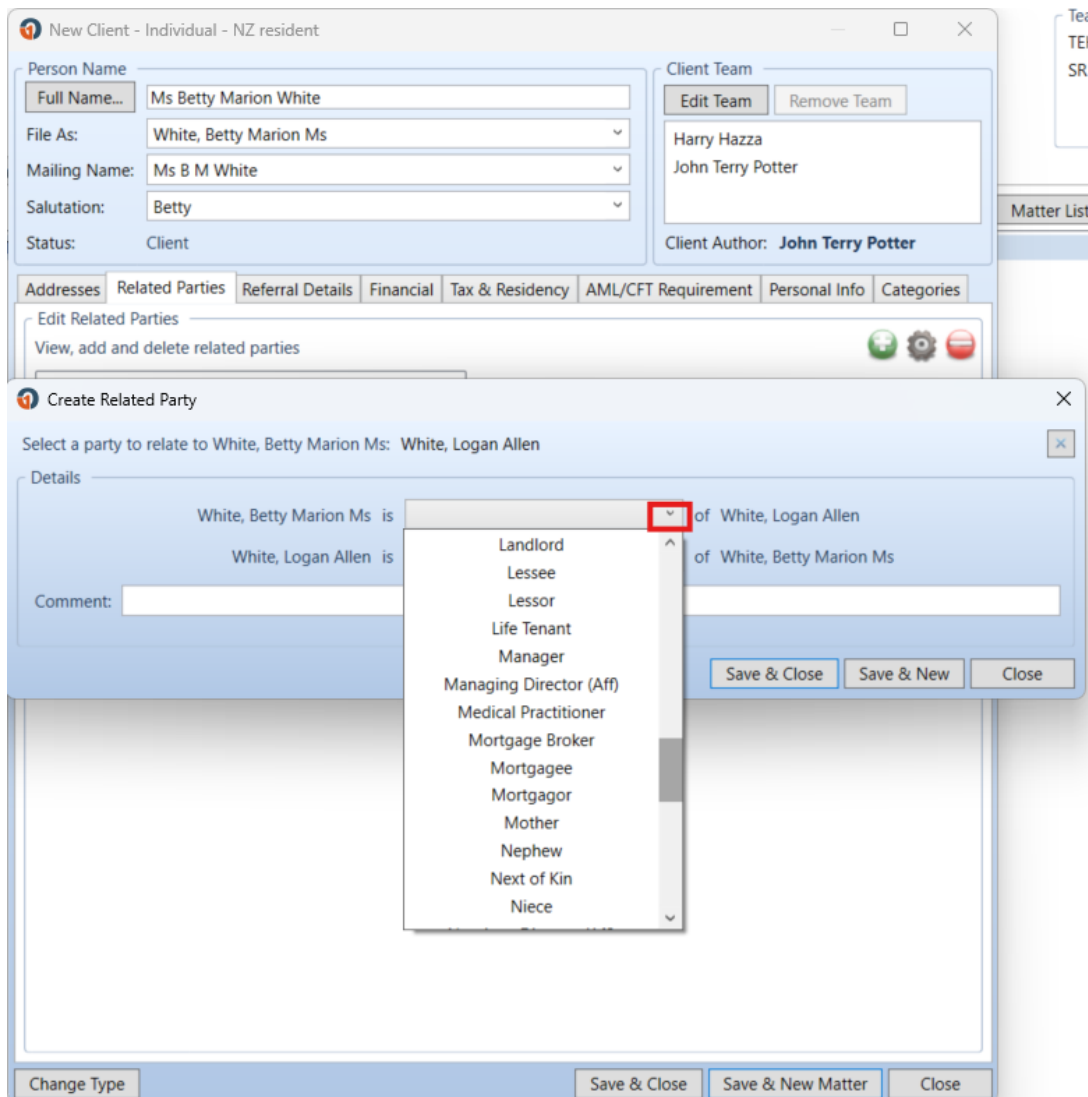 New Client - Individual - NZ resident
Person Name
Full Name... Ms Betty Marion White
File As: White, Betty Marion Ms
Mailing Name: Ms B M White
Salutation: Betty
Status: Client
Client Team
Edit Team Remove Team
Harry Hazza
John Terry Potter
Client Author: John Terry Potter
SR
Matter List
Addresses Related Parties Referral Details Financial Tax & Residency AML/CFT Requirement Personal Info Categories
Edit Related Parties
View, add and delete related parties
Create Related Party
Select a party to relate to White, Betty Marion Ms: White, Logan Allen
Details
White, Betty Marion Ms is of White, Logan Allen
White, Logan Allen is of White, Betty Marion Ms
Comment:
Landlord
Lessee
Lessor
Life Tenant
Manager
Managing Director (Aff)
Medical Practitioner
Mortgage Broker
Mortgagee
Mortgagor
Mother
Nephew
Next of Kin
Niece
Save & Close Save & New Close
Change Type Save & Close Save & New Matter Close